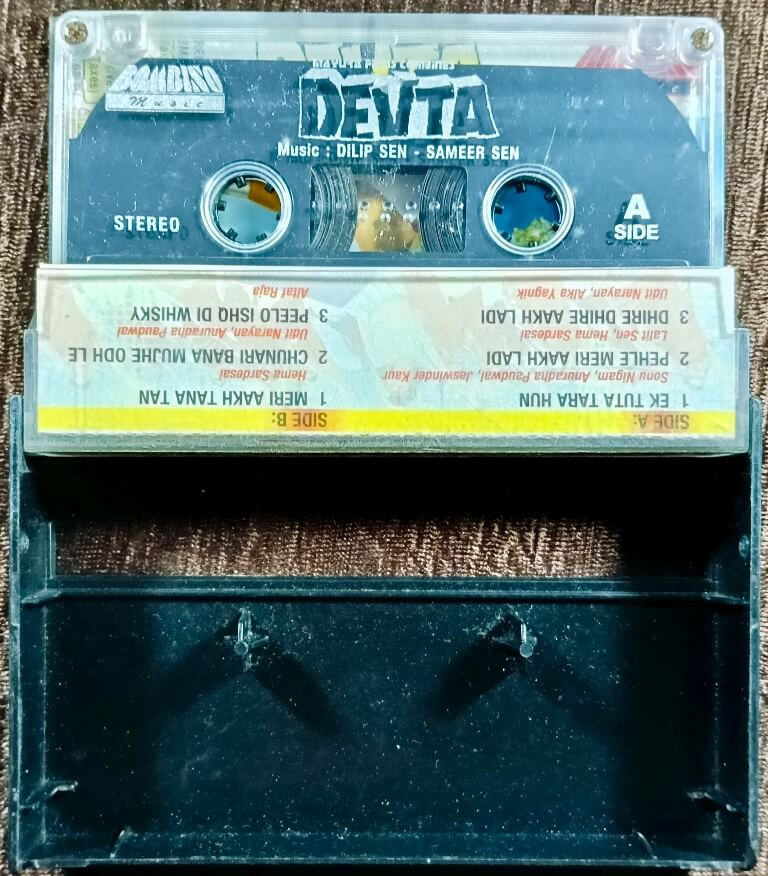 BOMBINO
Music
DEVTA
Music : DILIP SEN - SAMEER SEN
STEREO
A
SIDE
SIDE A:
1 EK TUTA TARA HUN
Sonu Nigam, Anuradha Paudwal, Jeswinder Kaur
2 PEHLE MERI AAKH LADI
Lalit Sen, Hema Sardesai
3 DHIRE DHIRE AAKH LADI
Udit Narayan, Alka Yagnik
SIDE B:
1 MERI AAKH TANA TAN
Hema Sardesai
2 CHUNARI BANA MUJHE ODH LE
Udit Narayan, Anuradha Paudwal
3 PEELO ISHQ DI WHISKY
Altaf Raja